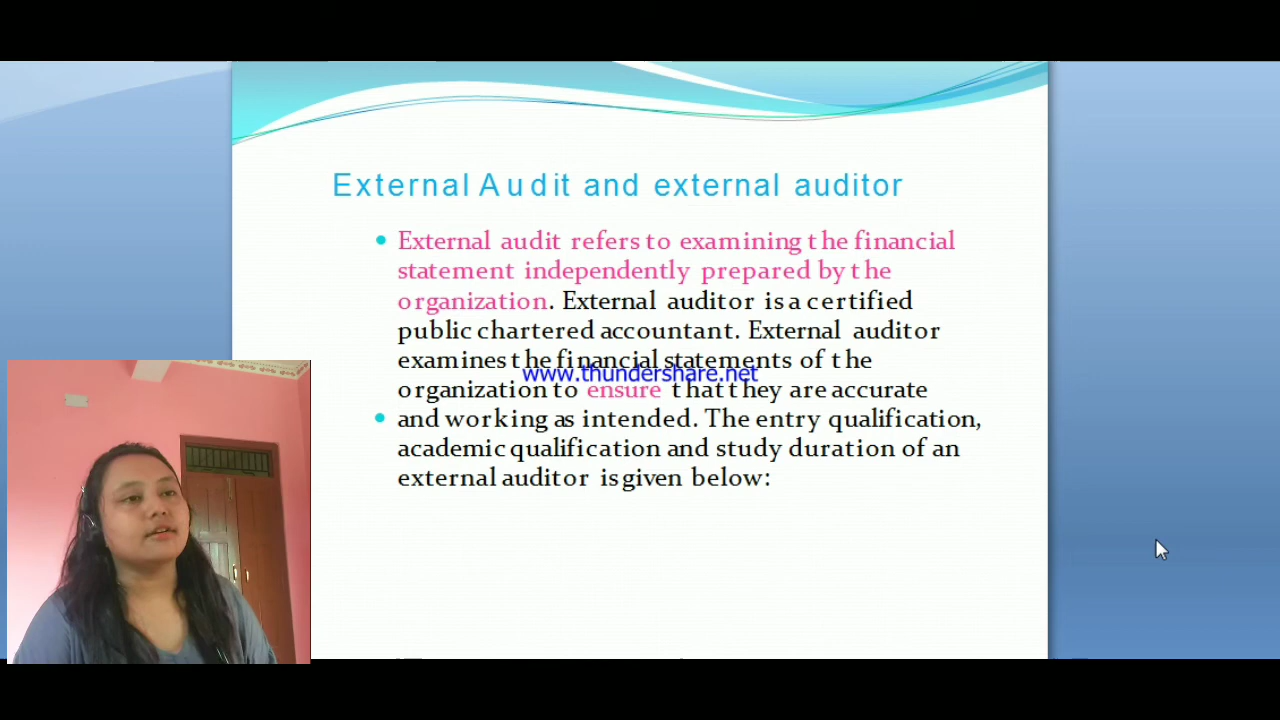 External Audit and external auditor
External audit refers to examining the financial
statement independently prepared by the
organization. External auditor is a certified
public chartered accountant. External auditor
examines the financial statements of the
www.thundershare.net
organization to ensure that they are accurate
and working as intended. The entry qualification,
academic qualification and study duration of an
external auditor is given below: